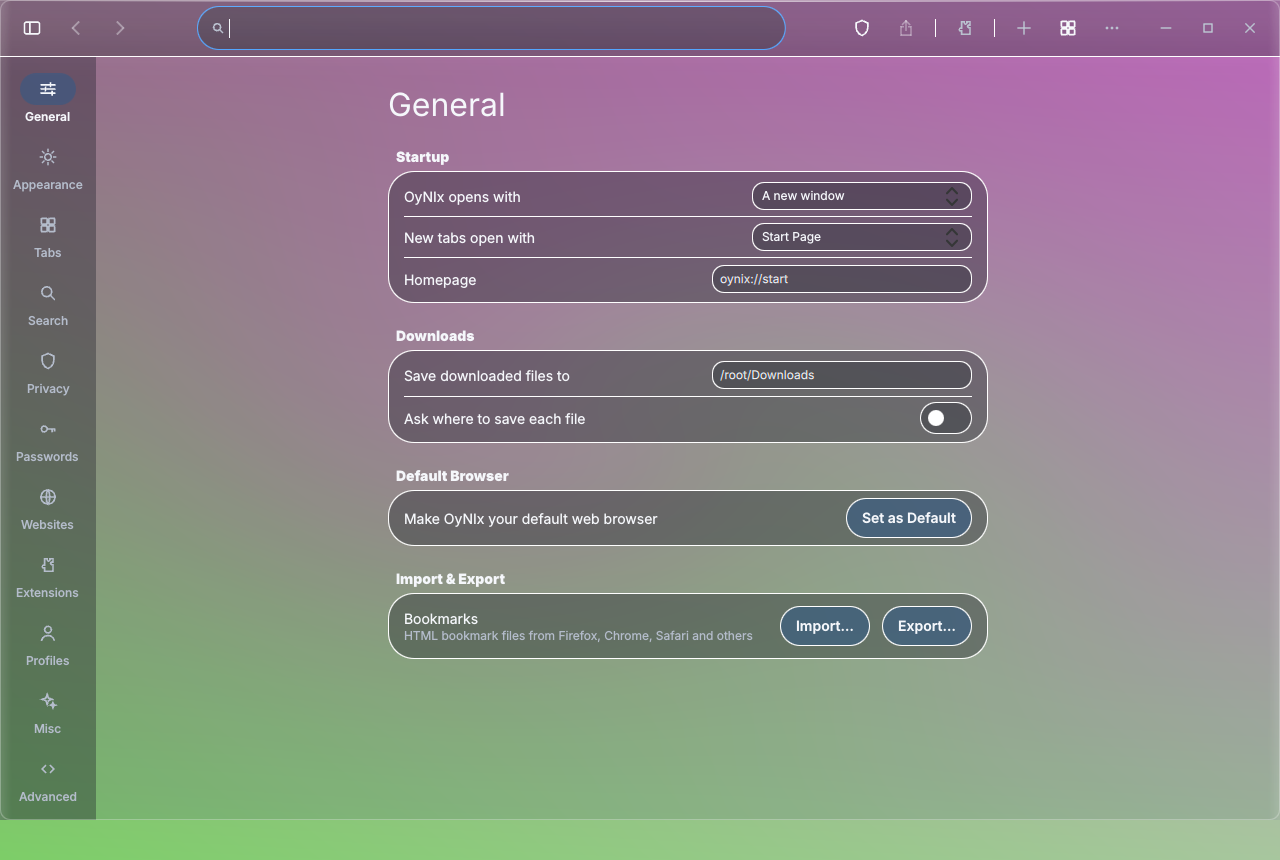 General
Appearance
Tabs
Search
Privacy
Passwords
Websites
Extensions
Profiles
Misc
Advanced
General
Startup
OyNIx opens with
A new window
New tabs open with
Start Page
Homepage
oynix://start
Downloads
Save downloaded files to
/root/Downloads
Ask where to save each file
Default Browser
Make OyNIx your default web browser
Set as Default
Import & Export
Bookmarks
HTML bookmark files from Firefox, Chrome, Safari and others
Import...
Export...